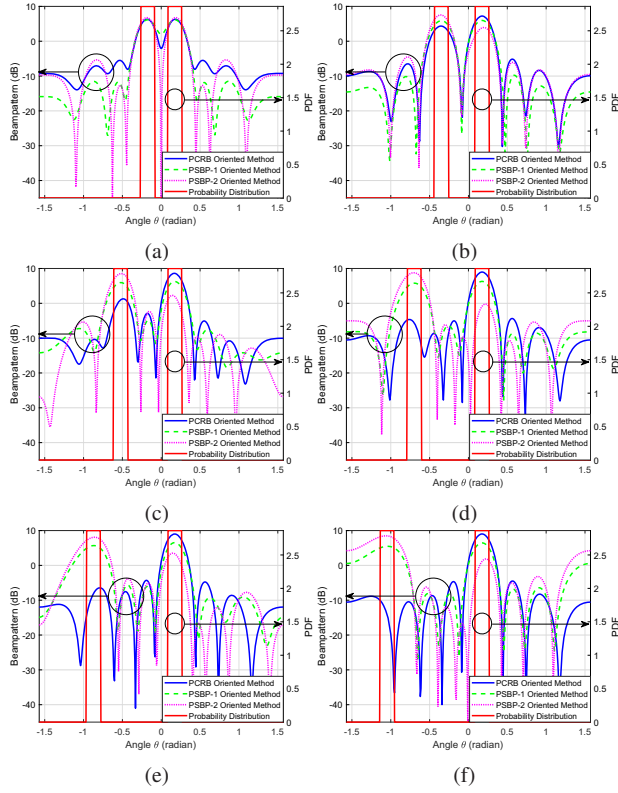 10
0
-10
-20
-30
-40
Beampattern (dB)
2.5
2
1.5
1
0.5
0
PDF
PCRB Oriented Method
PSBP-1 Oriented Method
PSBP-2 Oriented Method
Probability Distribution
-1.5 -1 -0.5 0 0.5 1 1.5
Angle θ (radian)
(a)
10
0
-10
-20
-30
-40
Beampattern (dB)
2.5
2
1.5
1
0.5
0
PDF
PCRB Oriented Method
PSBP-1 Oriented Method
PSBP-2 Oriented Method
Probability Distribution
-1.5 -1 -0.5 0 0.5 1 1.5
Angle θ (radian)
(b)
10
0
-10
-20
-30
-40
Beampattern (dB)
2.5
2
1.5
1
0.5
0
PDF
PCRB Oriented Method
PSBP-1 Oriented Method
PSBP-2 Oriented Method
Probability Distribution
-1.5 -1 -0.5 0 0.5 1 1.5
Angle θ (radian)
(c)
10
0
-10
-20
-30
-40
Beampattern (dB)
2.5
2
1.5
1
0.5
0
PDF
PCRB Oriented Method
PSBP-1 Oriented Method
PSBP-2 Oriented Method
Probability Distribution
-1.5 -1 -0.5 0 0.5 1 1.5
Angle θ (radian)
(d)
10
0
-10
-20
-30
-40
Beampattern (dB)
2.5
2
1.5
1
0.5
0
PDF
PCRB Oriented Method
PSBP-1 Oriented Method
PSBP-2 Oriented Method
Probability Distribution
-1.5 -1 -0.5 0 0.5 1 1.5
Angle θ (radian)
(e)
10
0
-10
-20
-30
-40
Beampattern (dB)
2.5
2
1.5
1
0.5
0
PDF
PCRB Oriented Method
PSBP-1 Oriented Method
PSBP-2 Oriented Method
Probability Distribution
-1.5 -1 -0.5 0 0.5 1 1.5
Angle θ (radian)
(f)